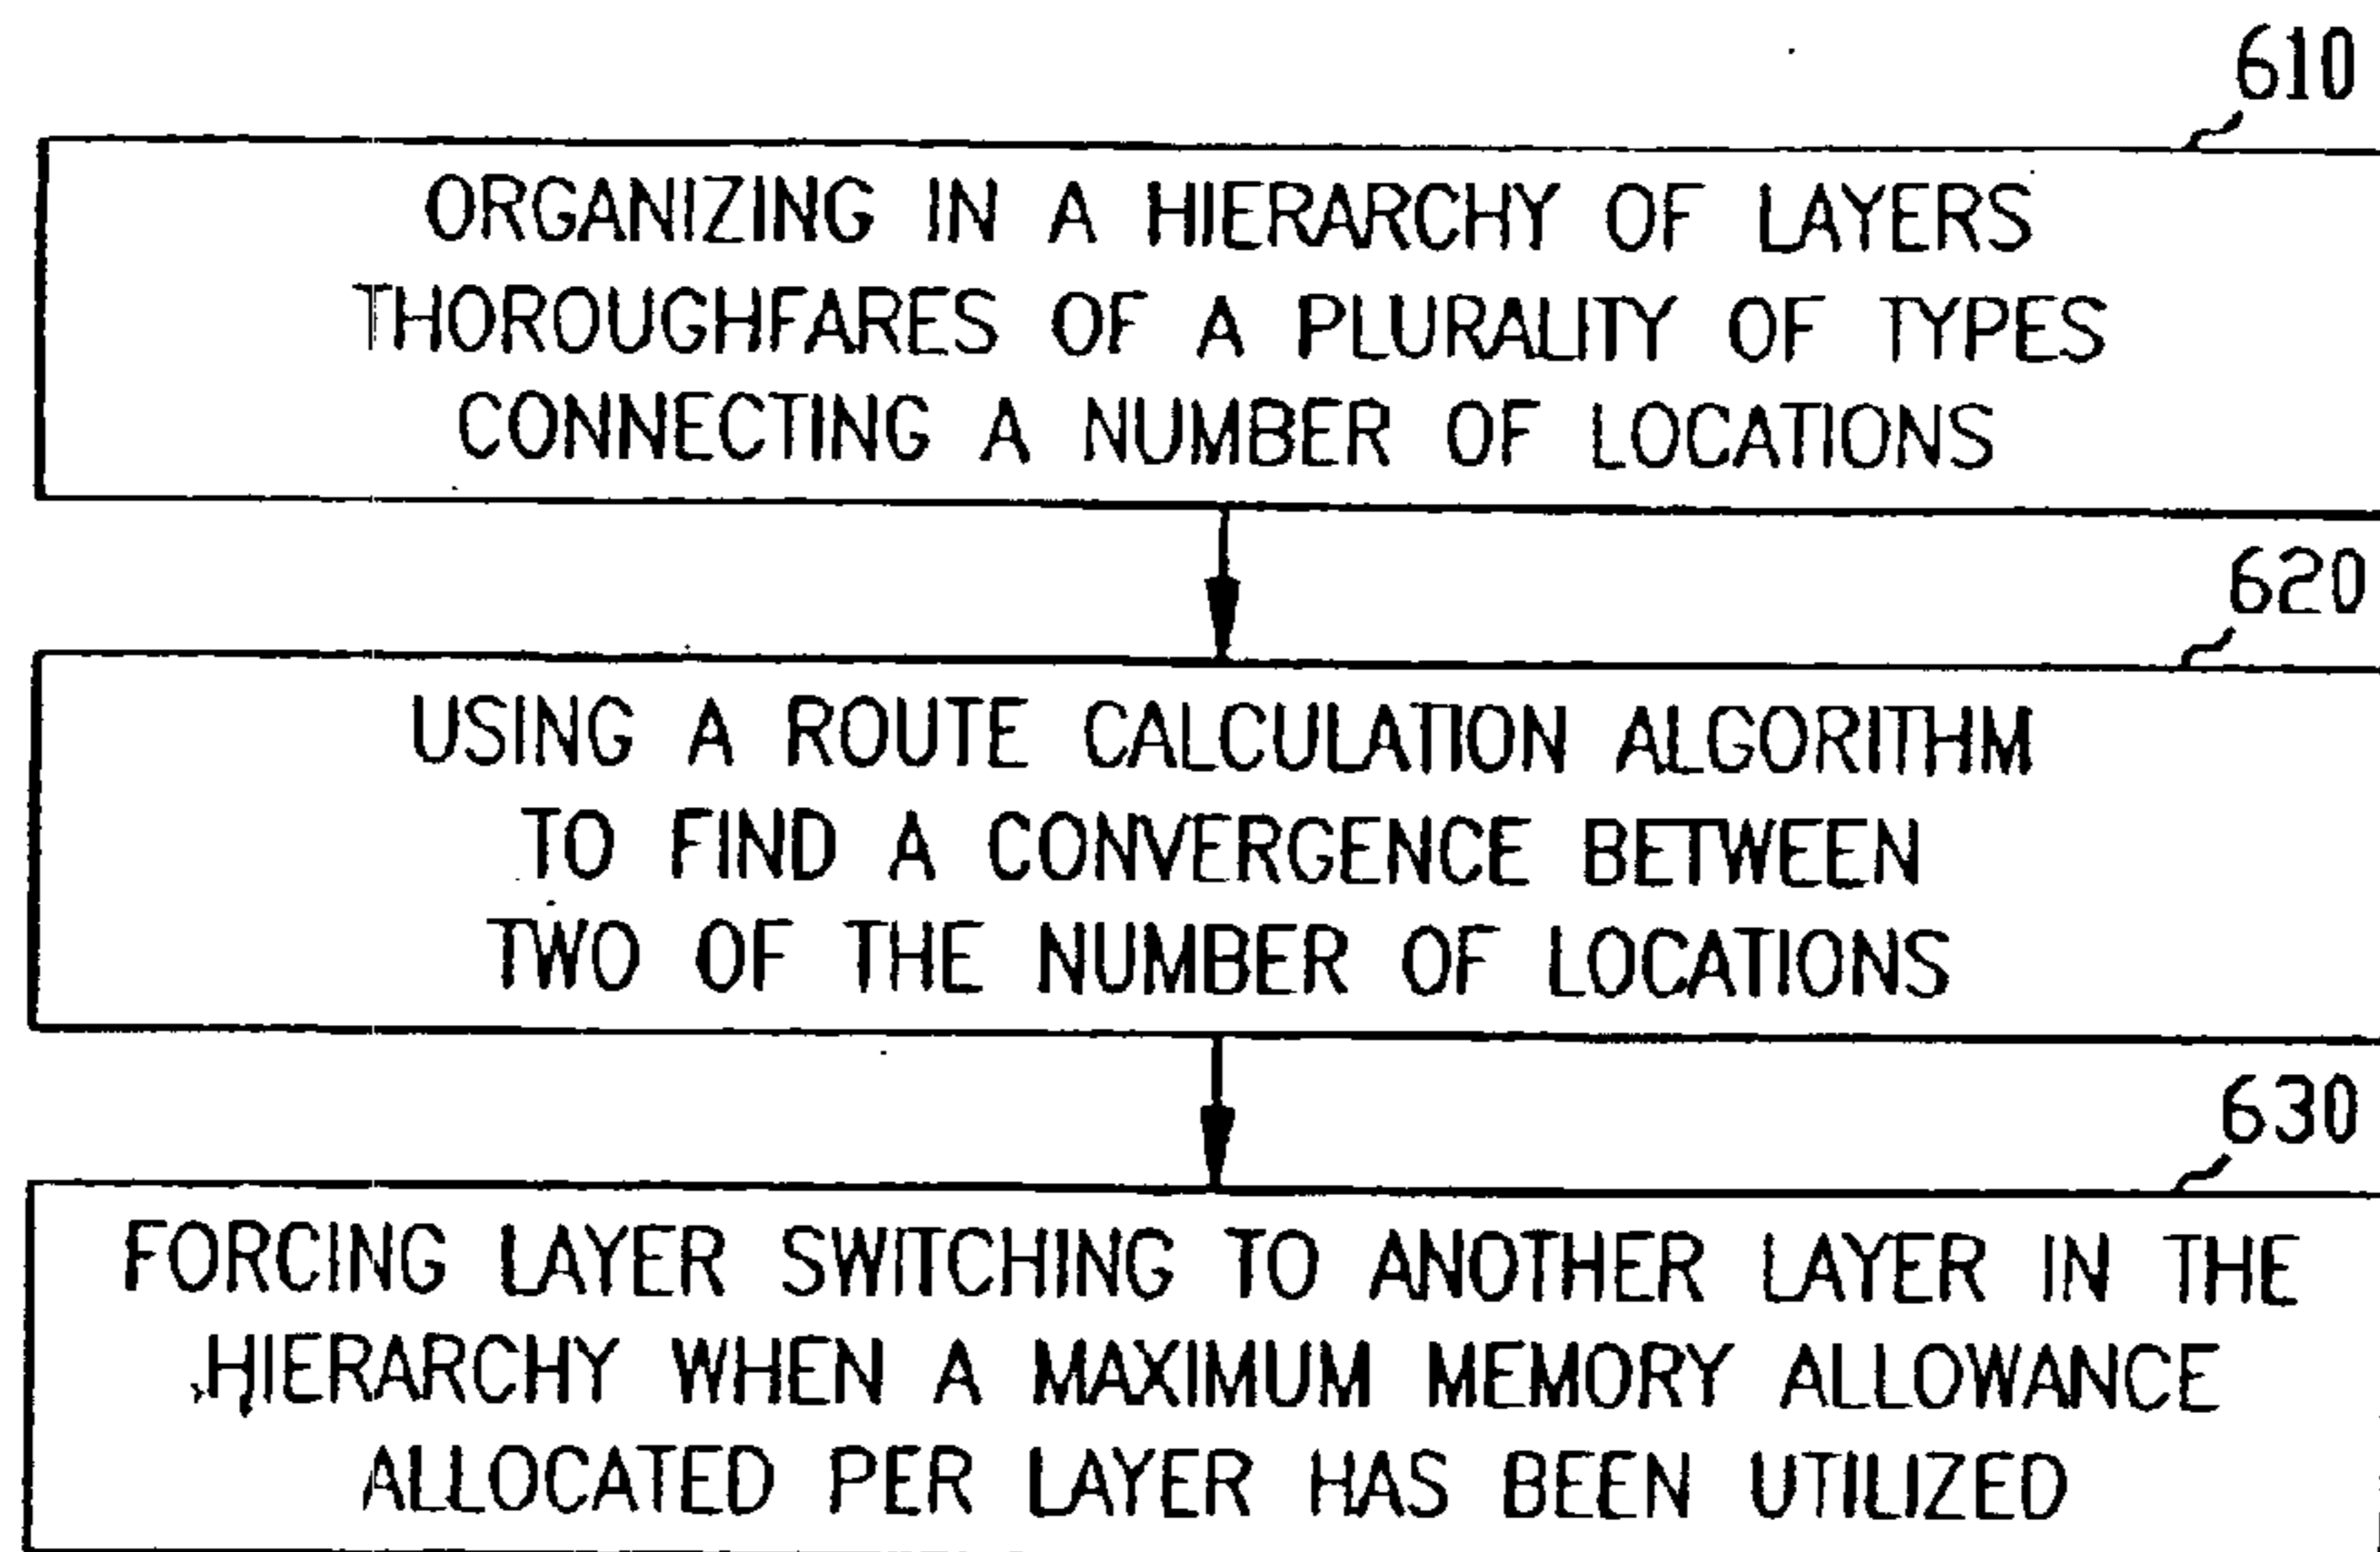 610
ORGANIZING IN A HIERARCHY OF LAYERS
THOROUGHFARES OF A PLURALITY OF TYPES
CONNECTING A NUMBER OF LOCATIONS
620
USING A ROUTE CALCULATION ALGORITHM
TO FIND A CONVERGENCE BETWEEN
TWO OF THE NUMBER OF LOCATIONS
630
FORCING LAYER SWITCHING TO ANOTHER LAYER IN THE
HIERARCHY WHEN A MAXIMUM MEMORY ALLOWANCE
ALLOCATED PER LAYER HAS BEEN UTILIZED